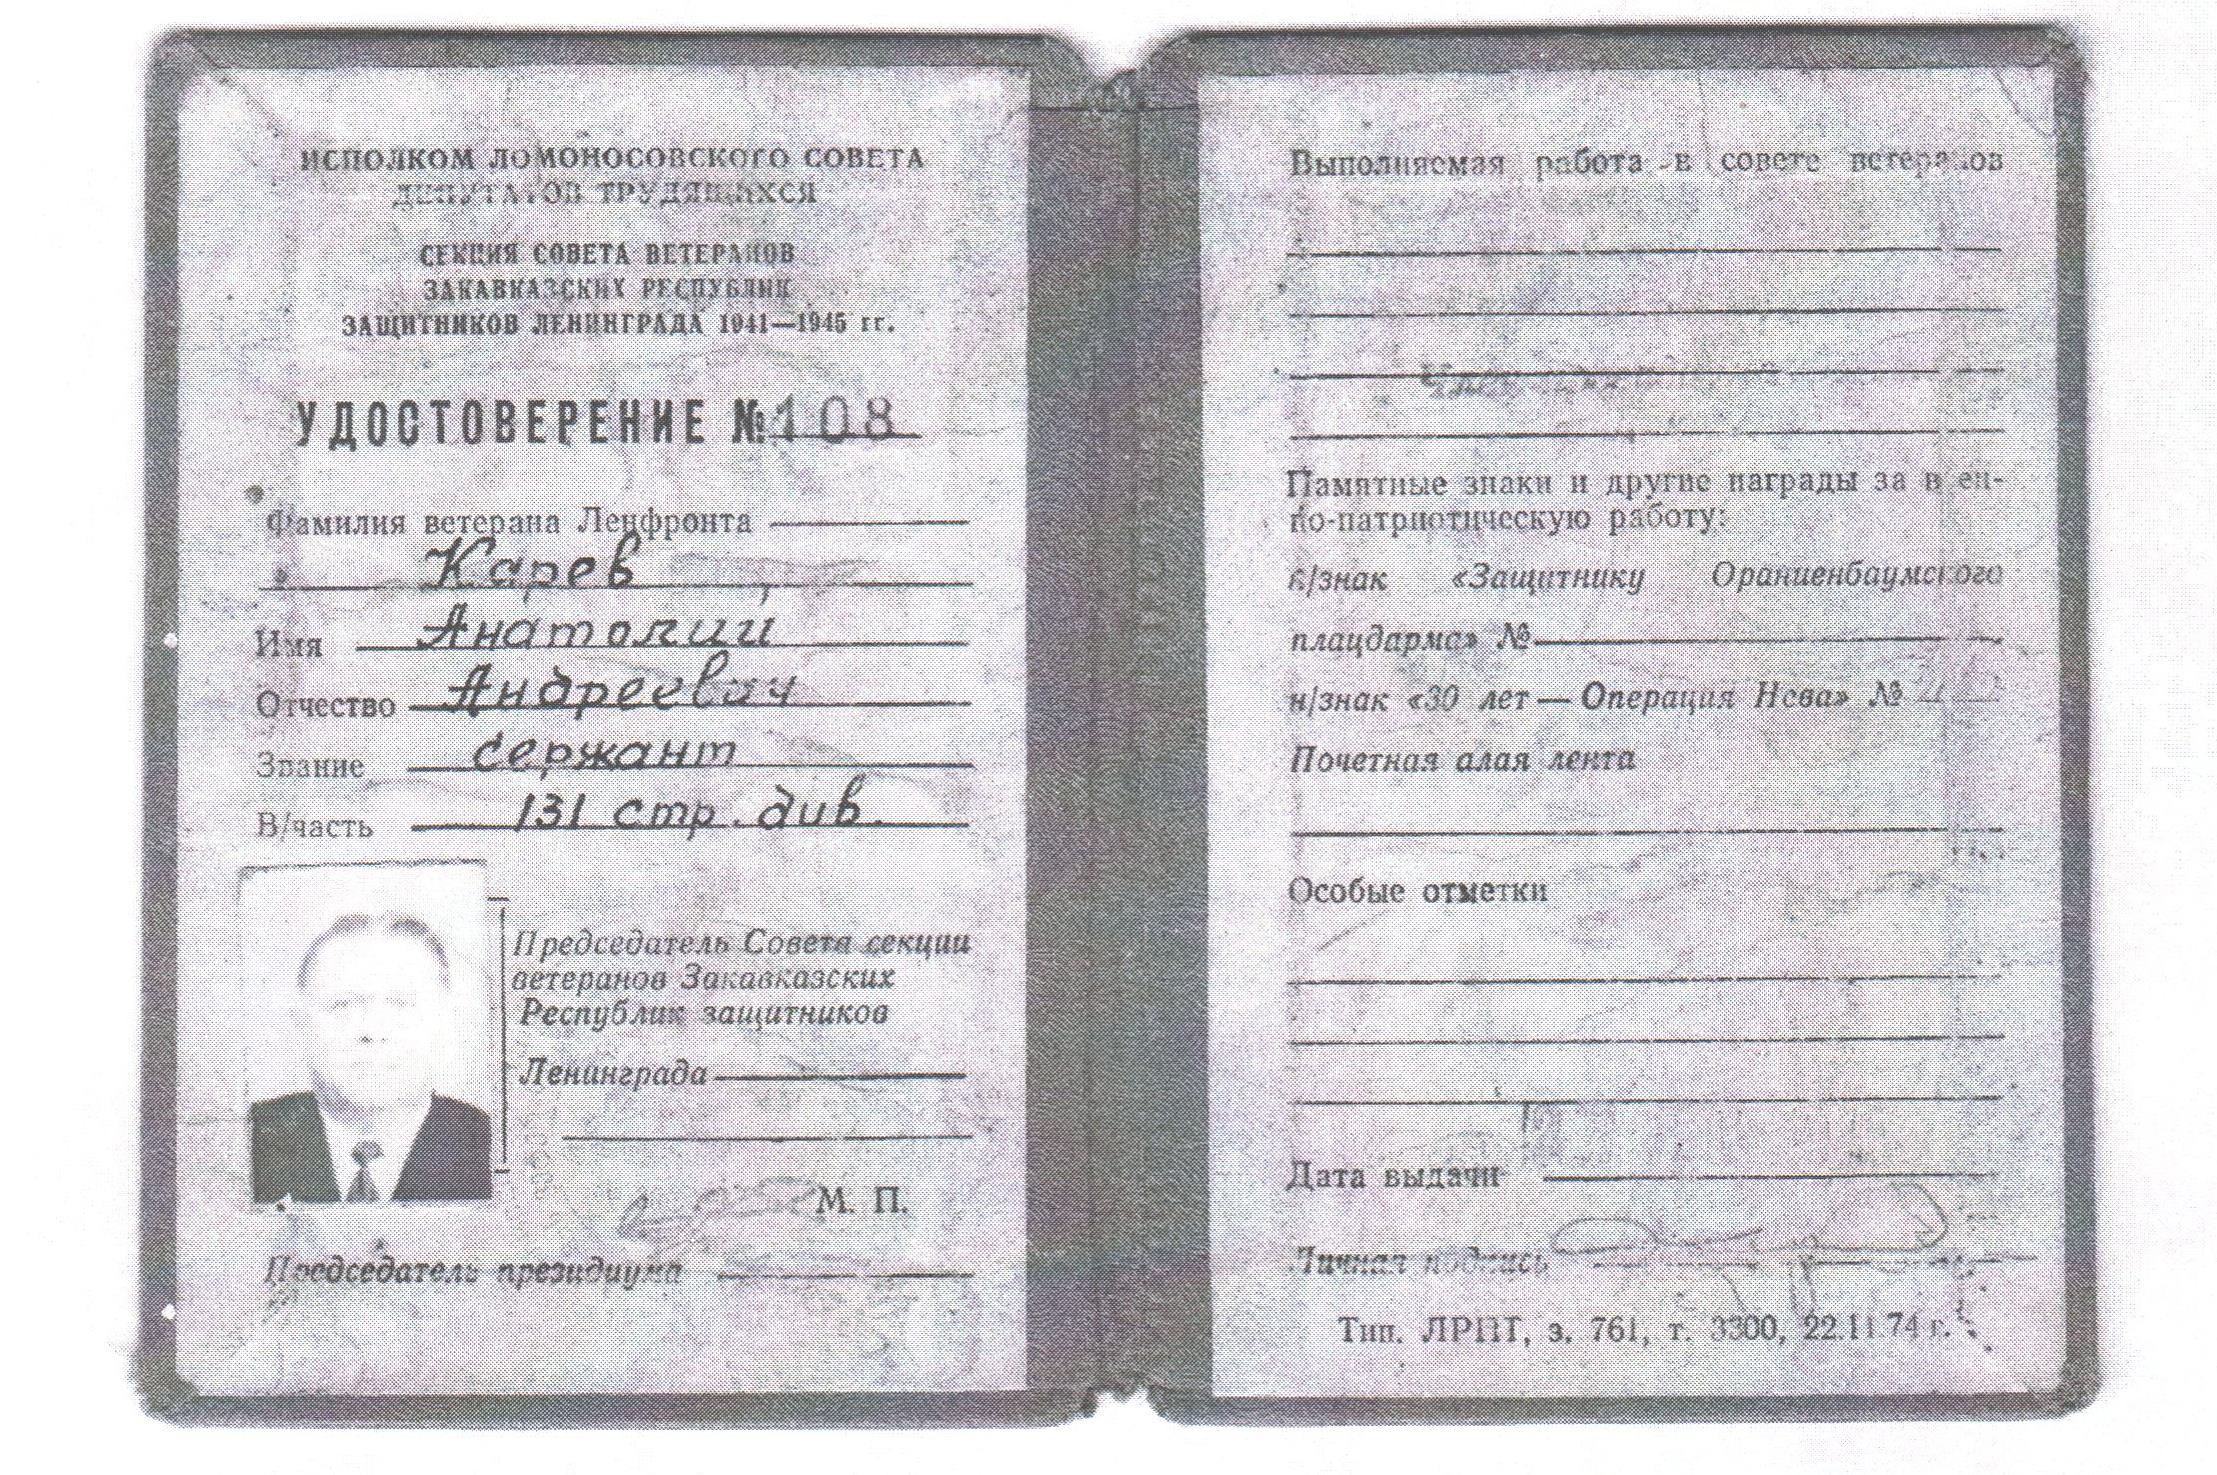 ИСПОЛКОМ ЛОМОНОСОВСКОГО СОВЕТА
ДЕПУТАТОВ ТРУДЯЩИХСЯ
СЕКЦИЯ СОВЕТА ВЕТЕРАНОВ
ЗАКАВКАЗСКИХ РЕСПУБЛИК
ЗАЩИТНИКОВ ЛЕНИНГРАДА 1941—1945 гг.
УДОСТОВЕРЕНИЕ № 108
Фамилия ветерана Ленфронта
Карев
Имя Анатолий
Отчество Андреевич
Звание сержант
В/часть 131 стр. див.
Председатель Совета секции
ветеранов Закавказских
Республик защитников
Ленинграда
М. П.
Председатель президиума
Выполняемая работа в совете ветеранов
Памятные знаки и другие награды за воен-
но-патриотическую работу:
н/знак «Защитнику Ораниенбаумского
плацдарма» №
н/знак «30 лет — Операция Нева» №
Почетная алая лента
Особые отметки
Дата выдачи
Личная подпись
Тип. ЛРПТ, з. 761, т. 3300, 22.11.74 г.